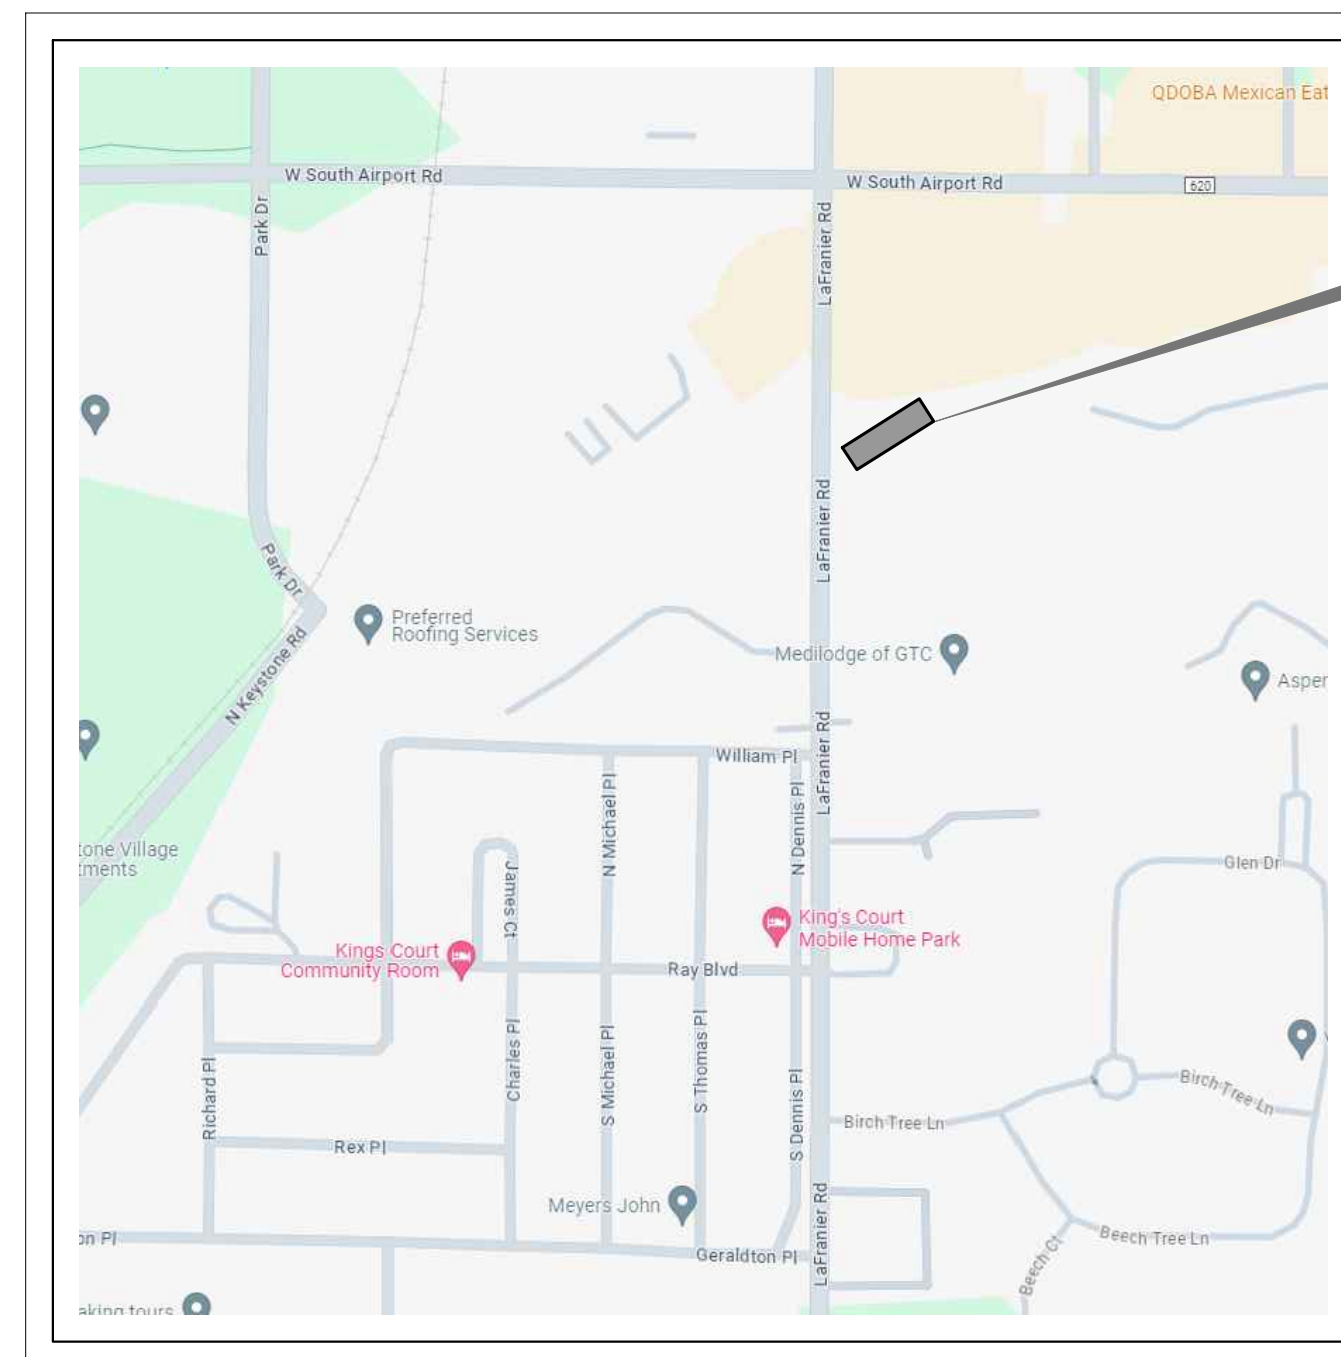 QDOBA Mexican Eat
W South Airport Rd
W South Airport Rd
620
Park Dr
LaFranier Rd
LaFranier Rd
Park Dr
Preferred
Roofing Services
N Keystone Rd
Medilodge of GTC
Asper
LaFranier Rd
William Pl
N Michael Pl
N Dennis Pl
tone Village
tments
James Ct
Glen Dr
King's Court
Mobile Home Park
Kings Court
Community Room
Ray Blvd
Richard Pl
Charles Pl
S Michael Pl
S Thomas Pl
S Dennis Pl
Birch Tree Ln
Birch Tree Ln
Rex Pl
Meyers John
LaFranier Rd
on Pl
Geraldton Pl
Beech Ct
Beech Tree Ln
aking tours